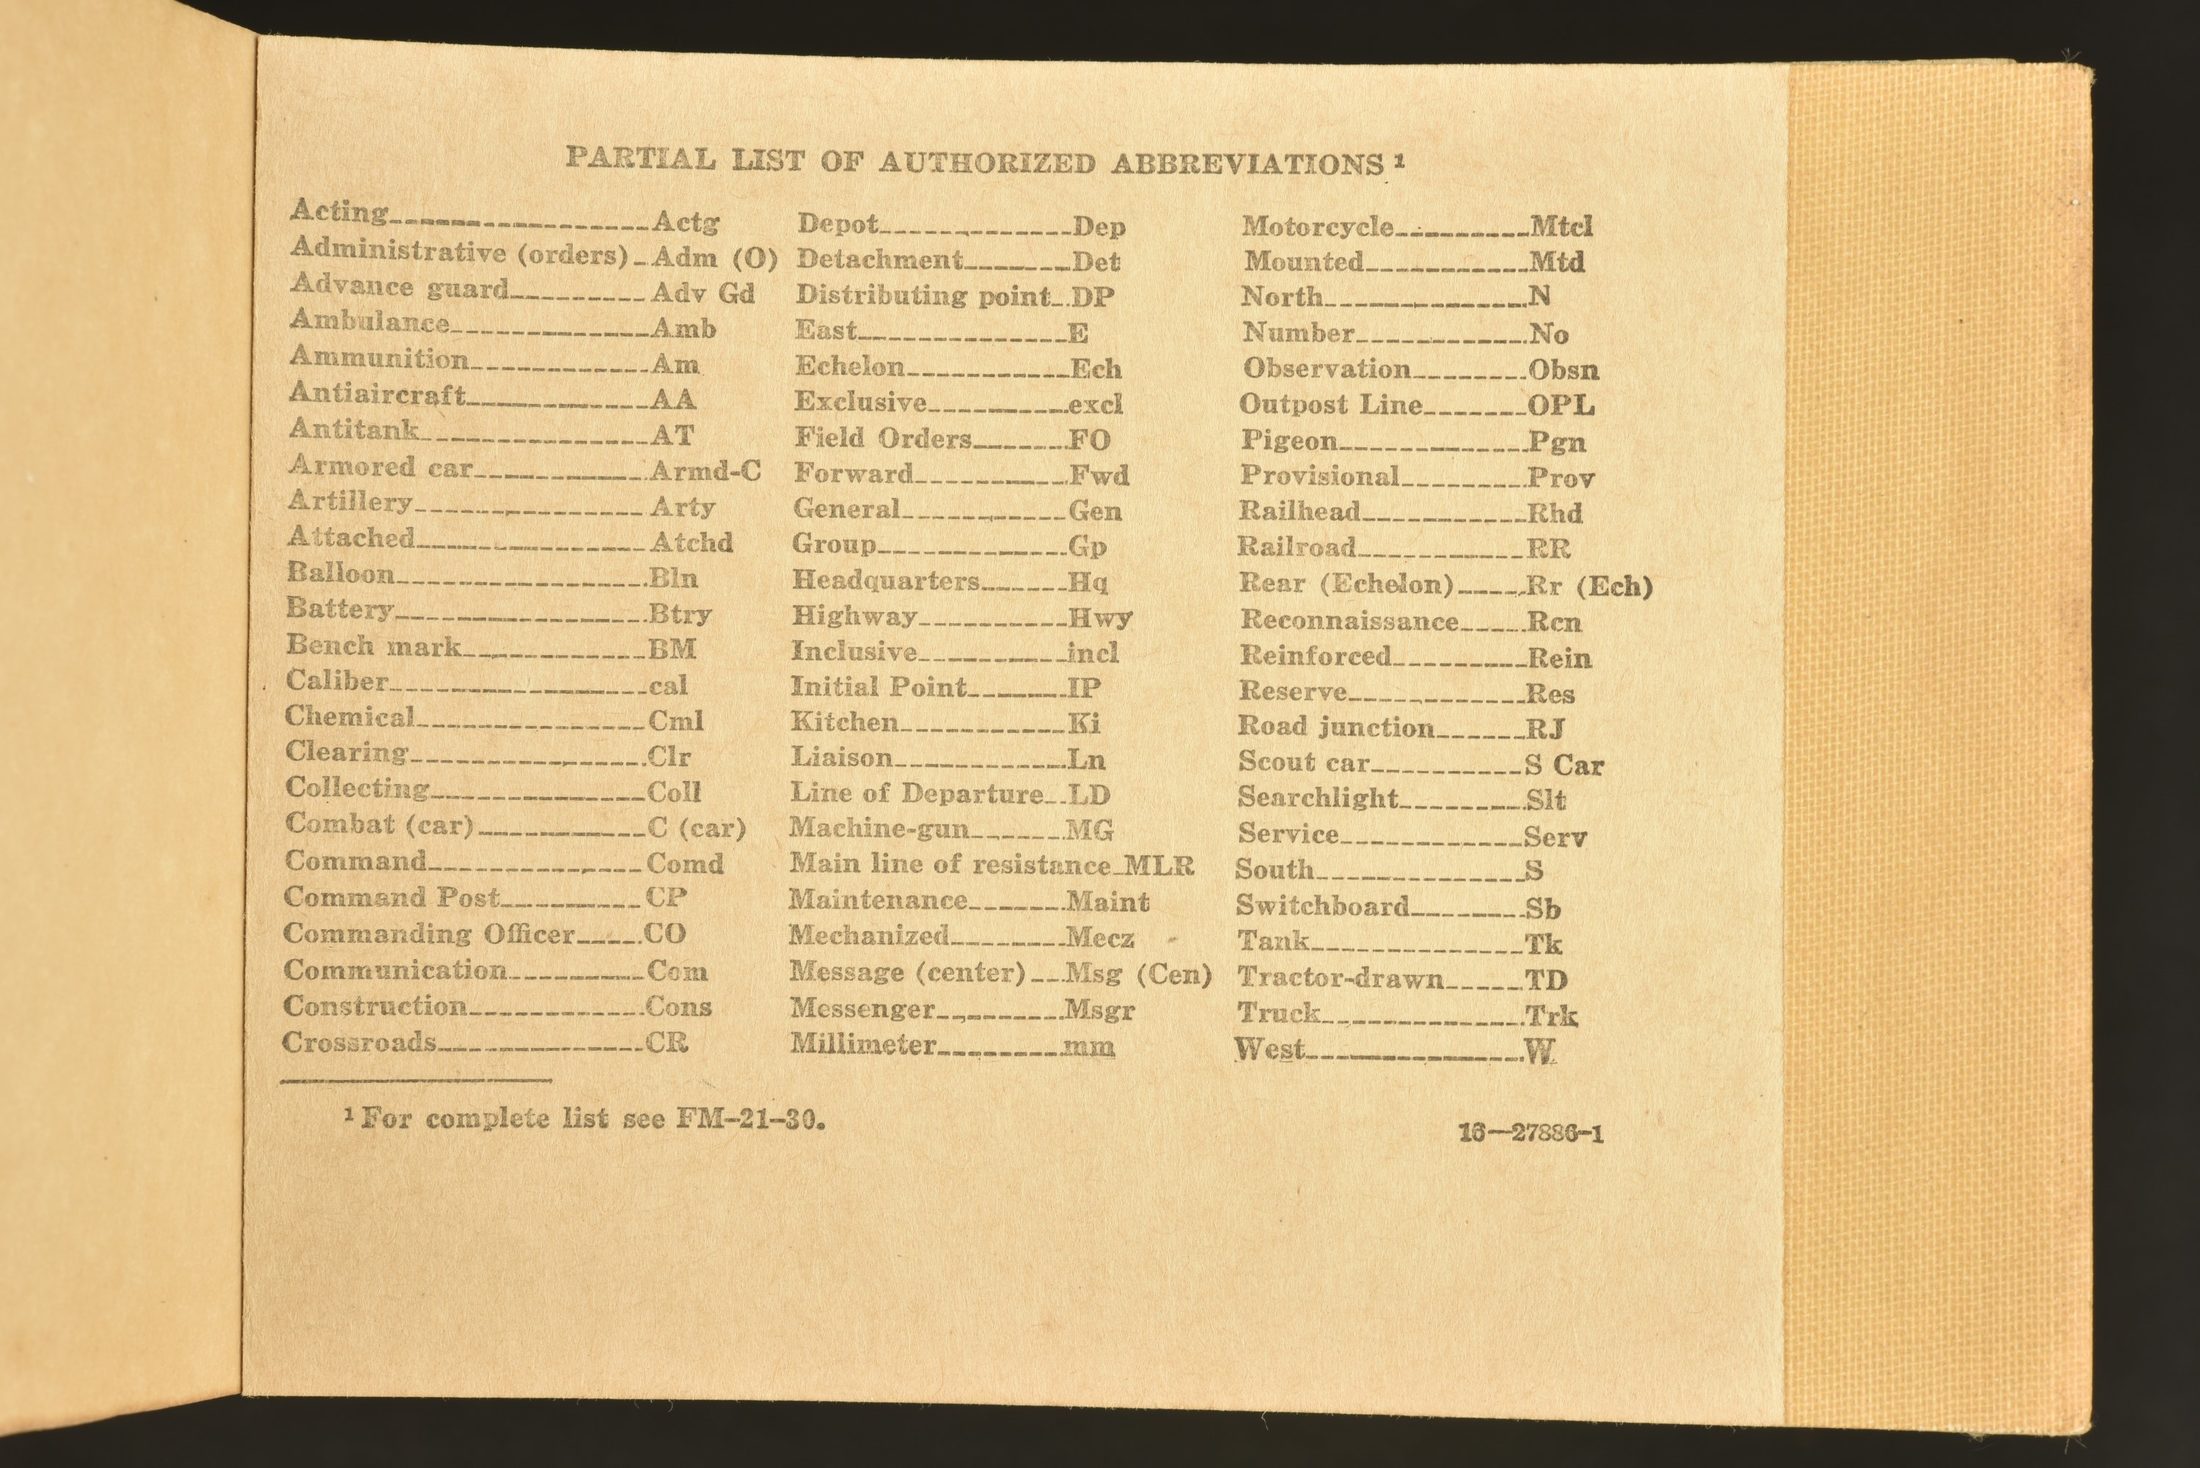 PARTIAL LIST OF AUTHORIZED ABBREVIATIONS ¹
Acting Actg
Administrative (orders) Adm (O)
Advance guard Adv Gd
Ambulance Amb
Ammunition Am
Antiaircraft AA
Antitank AT
Armored car Armd-C
Artillery Arty
Attached Atchd
Balloon Bln
Battery Btry
Bench mark BM
Caliber cal
Chemical Cml
Clearing Clr
Collecting Coll
Combat (car) C (car)
Command Comd
Command Post CP
Commanding Officer CO
Communication Com
Construction Cons
Crossroads CR
Depot Dep
Detachment Det
Distributing point DP
East E
Echelon Ech
Exclusive excl
Field Orders FO
Forward Fwd
General Gen
Group Gp
Headquarters Hq
Highway Hwy
Inclusive incl
Initial Point IP
Kitchen Ki
Liaison Ln
Line of Departure LD
Machine-gun MG
Main line of resistance MLR
Maintenance Maint
Mechanized Mecz
Message (center) Msg (Cen)
Messenger Msgr
Millimeter mm
Motorcycle Mtcl
Mounted Mtd
North N
Number No
Observation Obsn
Outpost Line OPL
Pigeon Pgn
Provisional Prov
Railhead Rhd
Railroad RR
Rear (Echelon) Rr (Ech)
Reconnaissance Rcn
Reinforced Rein
Reserve Res
Road junction RJ
Scout car S Car
Searchlight Slt
Service Serv
South S
Switchboard Sb
Tank Tk
Tractor-drawn TD
Truck Trk
West W
¹ For complete list see FM-21-30.
16—27886-1